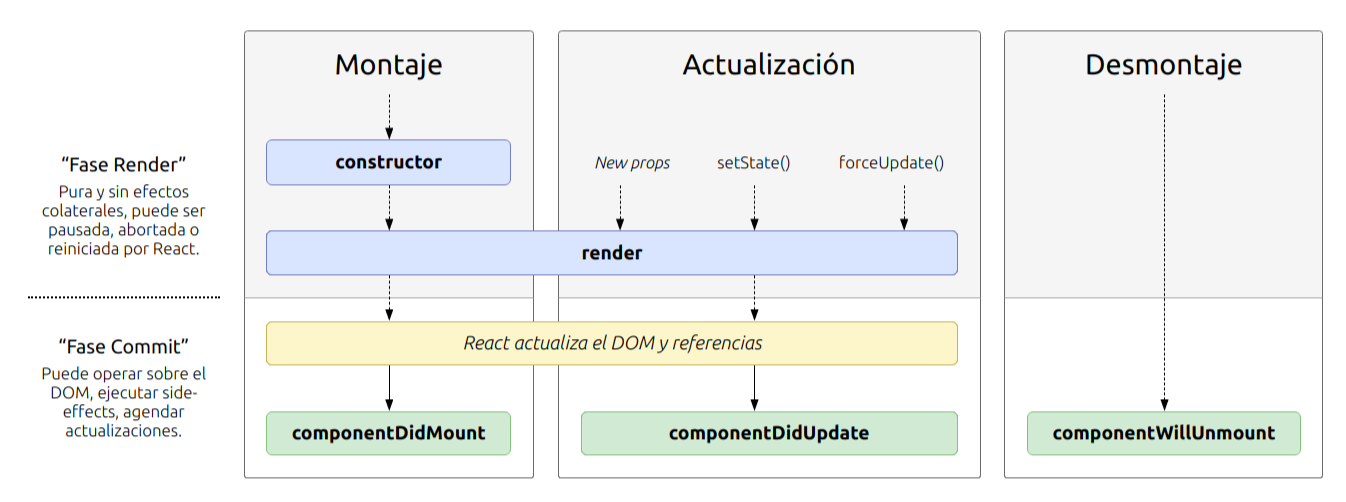 Montaje
Actualización
Desmontaje
“Fase Render”
Pura y sin efectos
colaterales, puede ser
pausada, abortada o
reiniciada por React.
constructor
New props
setState()
forceUpdate()
render
“Fase Commit”
Puede operar sobre el
DOM, ejecutar side-
effects, agendar
actualizaciones.
React actualiza el DOM y referencias
componentDidMount
componentDidUpdate
componentWillUnmount